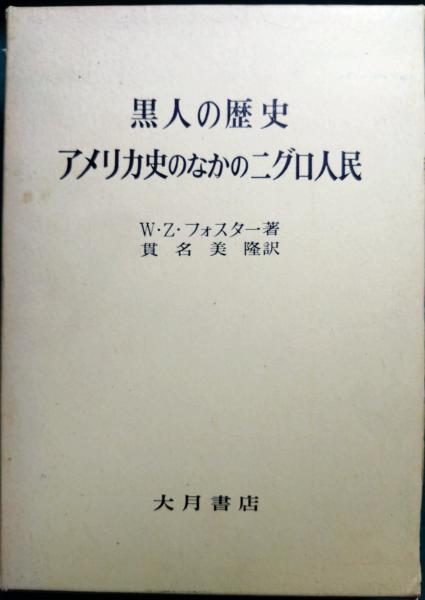 黒人の歴史
アメリカ史のなかのニグロ人民
W・Z・フォスター著
貫名美隆訳
大月書店